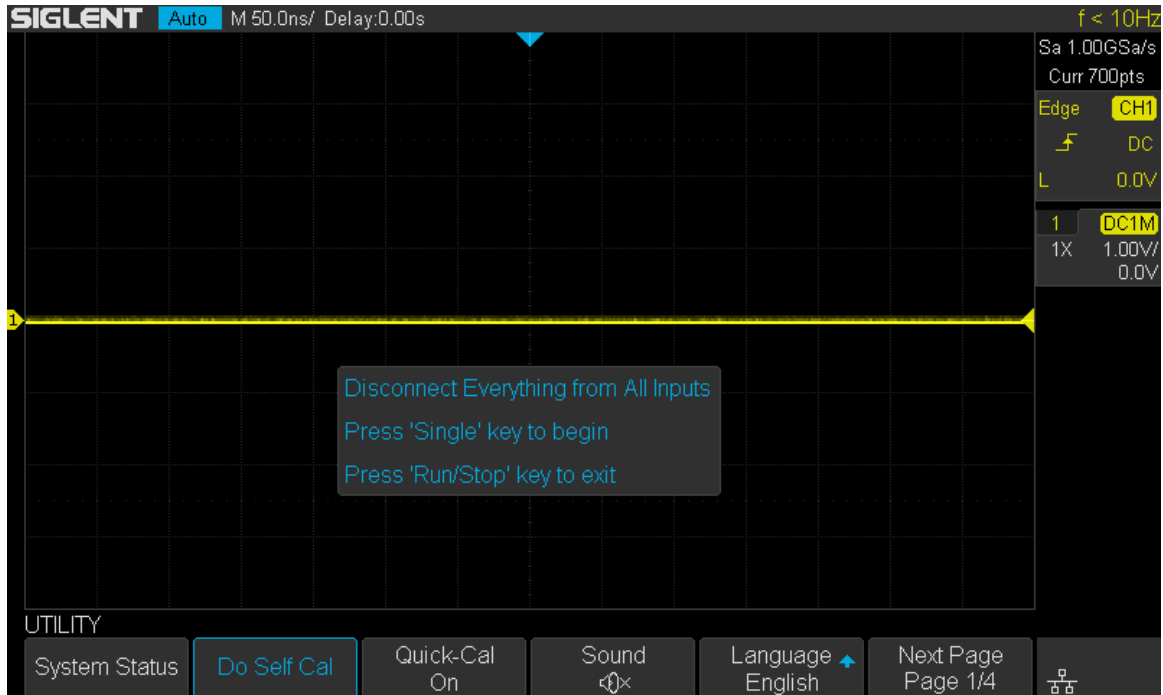 SIGLENT Auto M 50.0ns/ Delay:0.00s f < 10Hz
Sa 1.00GSa/s
Curr 700pts
Edge CH1
DC
L 0.0V
1 DC1M
1X 1.00V/
0.0V
1
Disconnect Everything from All Inputs
Press 'Single' key to begin
Press 'Run/Stop' key to exit
UTILITY
System Status
Do Self Cal
Quick-Cal
On
Sound
Language
English
Next Page
Page 1/4